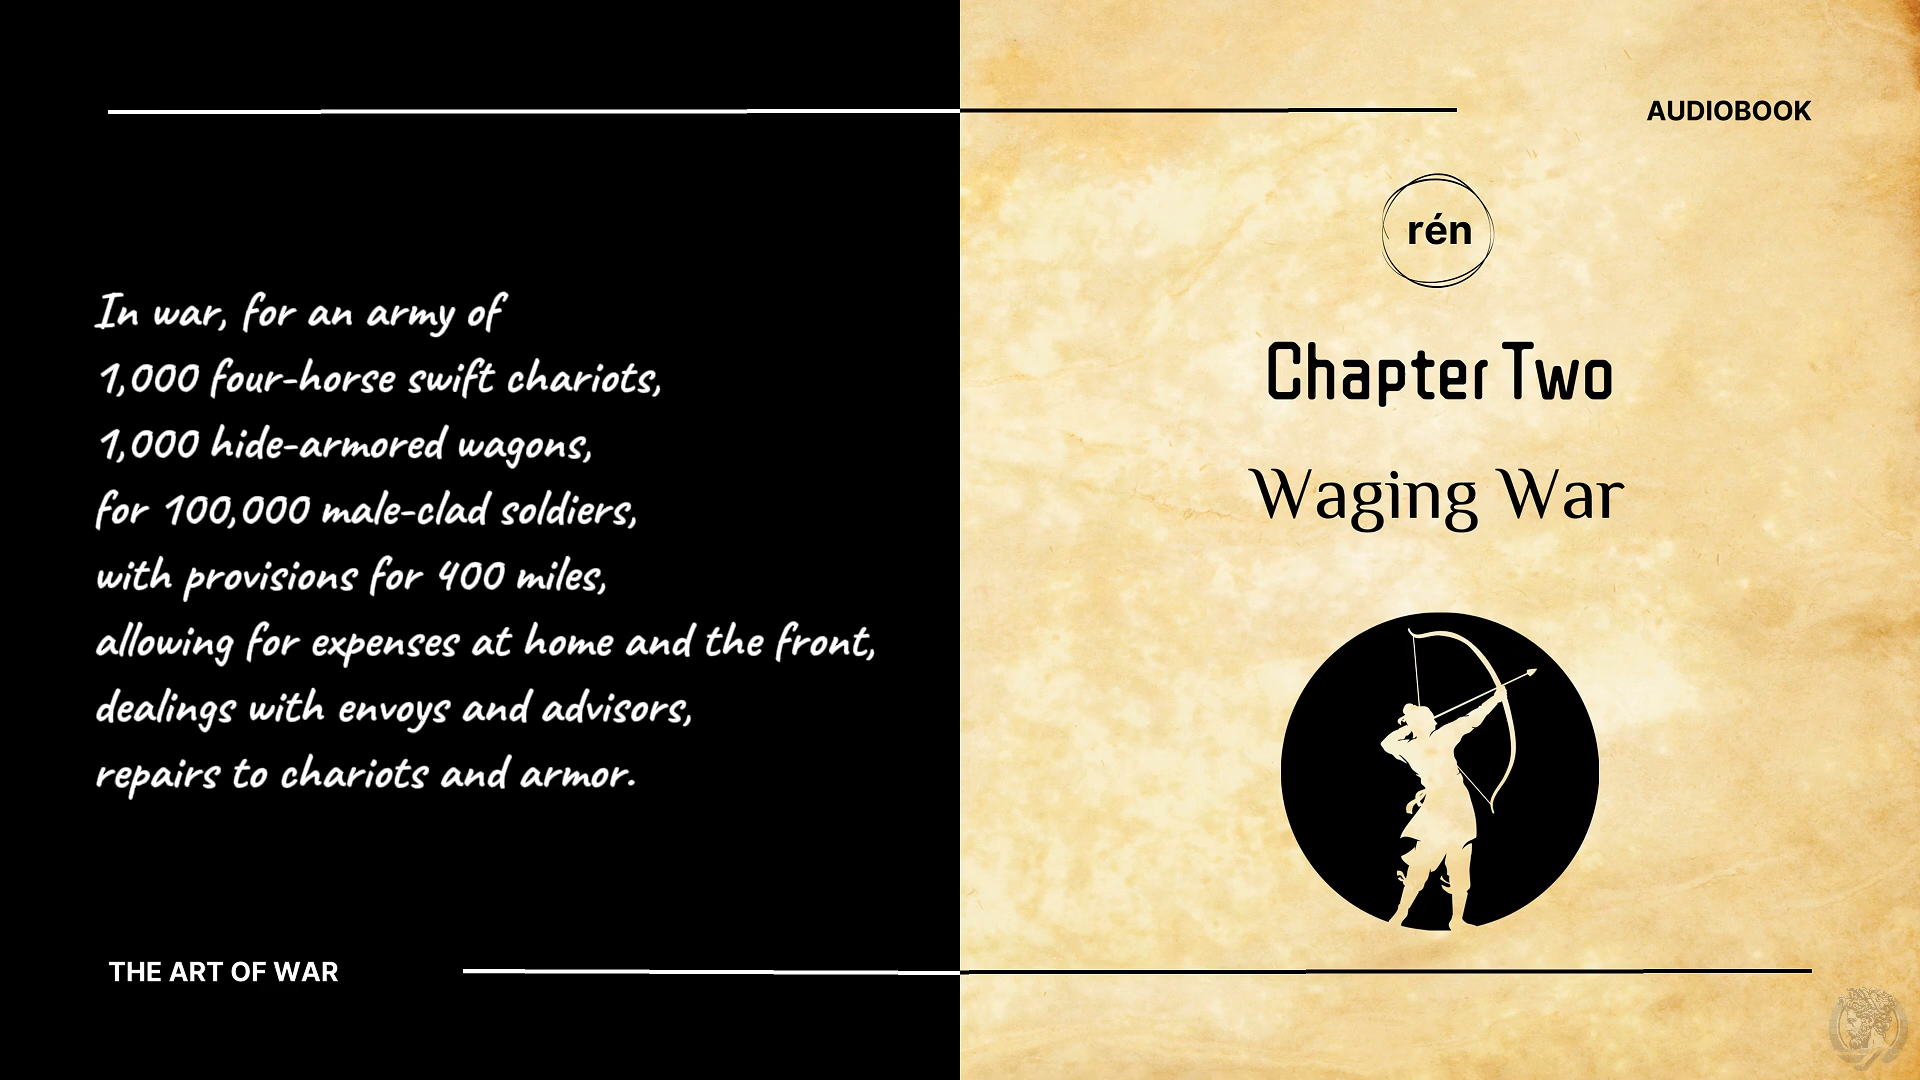 In war, for an army of
1,000 four-horse swift chariots,
1,000 hide-armored wagons,
for 100,000 male-clad soldiers,
with provisions for 400 miles,
allowing for expenses at home and the front,
dealings with envoys and advisors,
repairs to chariots and armor.
THE ART OF WAR
AUDIOBOOK
rén
Chapter Two
Waging War